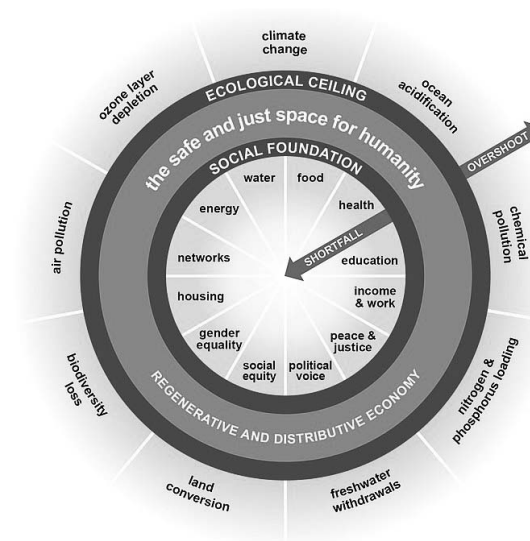 climate
change
ozone layer
depletion
ocean
acidification
ECOLOGICAL CEILING
the safe and just space for humanity
OVERSHOOT
SOCIAL FOUNDATION
water
food
energy
health
SHORTFALL
air pollution
chemical
pollution
networks
education
housing
income
& work
gender
equality
peace &
justice
social
equity
political
voice
biodiversity
loss
nitrogen &
phosphorus loading
REGENERATIVE AND DISTRIBUTIVE ECONOMY
land
conversion
freshwater
withdrawals